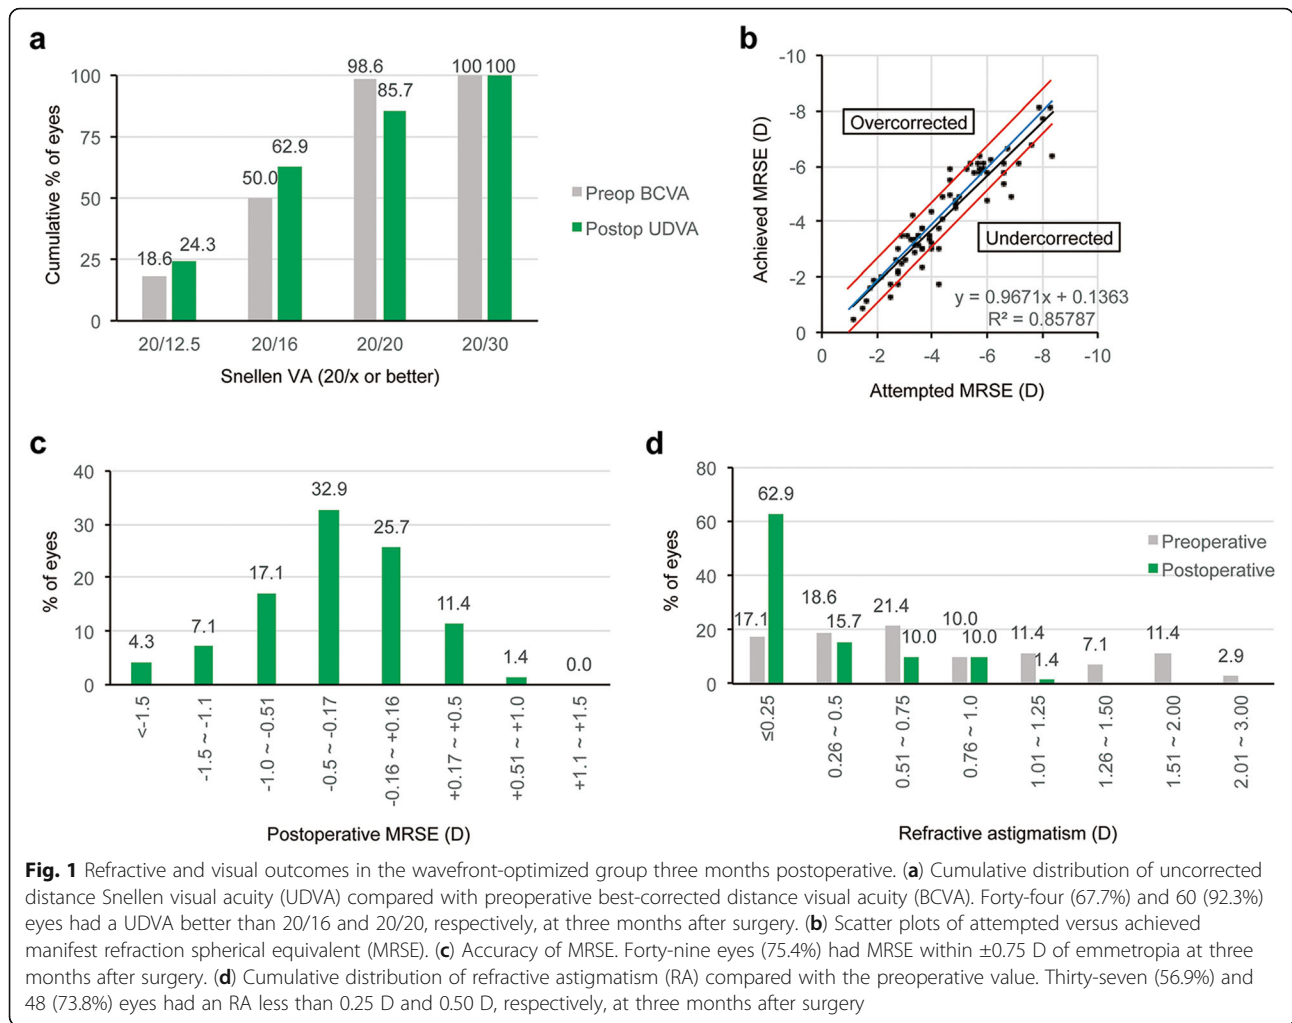 a
100
75
50
25
0
Cumulative % of eyes
18.6
24.3
50.0
62.9
98.6
85.7
100
100
20/12.5
20/16
20/20
20/30
Snellen VA (20/x or better)
Preop BCVA
Postop UDVA
b
-10
-8
-6
-4
-2
0
Achieved MRSE (D)
Overcorrected
Undercorrected
y = 0.9671x + 0.1363
R² = 0.85787
0
-2
-4
-6
-8
-10
Attempted MRSE (D)
c
40
30
20
10
0
% of eyes
4.3
7.1
17.1
32.9
25.7
11.4
1.4
0.0
<-1.5
-1.5 ~ -1.1
-1.0 ~ -0.51
-0.5 ~ -0.17
-0.16 ~ +0.16
+0.17 ~ +0.5
+0.51 ~ +1.0
+1.1 ~ +1.5
Postoperative MRSE (D)
d
80
60
40
20
0
% of eyes
17.1
62.9
18.6
15.7
21.4
10.0
10.0
10.0
11.4
1.4
7.1
11.4
2.9
Preoperative
Postoperative
≤0.25
0.26 ~ 0.5
0.51 ~ 0.75
0.76 ~ 1.0
1.01 ~ 1.25
1.26 ~ 1.50
1.51 ~ 2.00
2.01 ~ 3.00
Refractive astigmatism (D)
Fig. 1 Refractive and visual outcomes in the wavefront-optimized group three months postoperative. (a) Cumulative distribution of uncorrected
distance Snellen visual acuity (UDVA) compared with preoperative best-corrected distance visual acuity (BCVA). Forty-four (67.7%) and 60 (92.3%)
eyes had a UDVA better than 20/16 and 20/20, respectively, at three months after surgery. (b) Scatter plots of attempted versus achieved
manifest refraction spherical equivalent (MRSE). (c) Accuracy of MRSE. Forty-nine eyes (75.4%) had MRSE within ±0.75 D of emmetropia at three
months after surgery. (d) Cumulative distribution of refractive astigmatism (RA) compared with the preoperative value. Thirty-seven (56.9%) and
48 (73.8%) eyes had an RA less than 0.25 D and 0.50 D, respectively, at three months after surgery